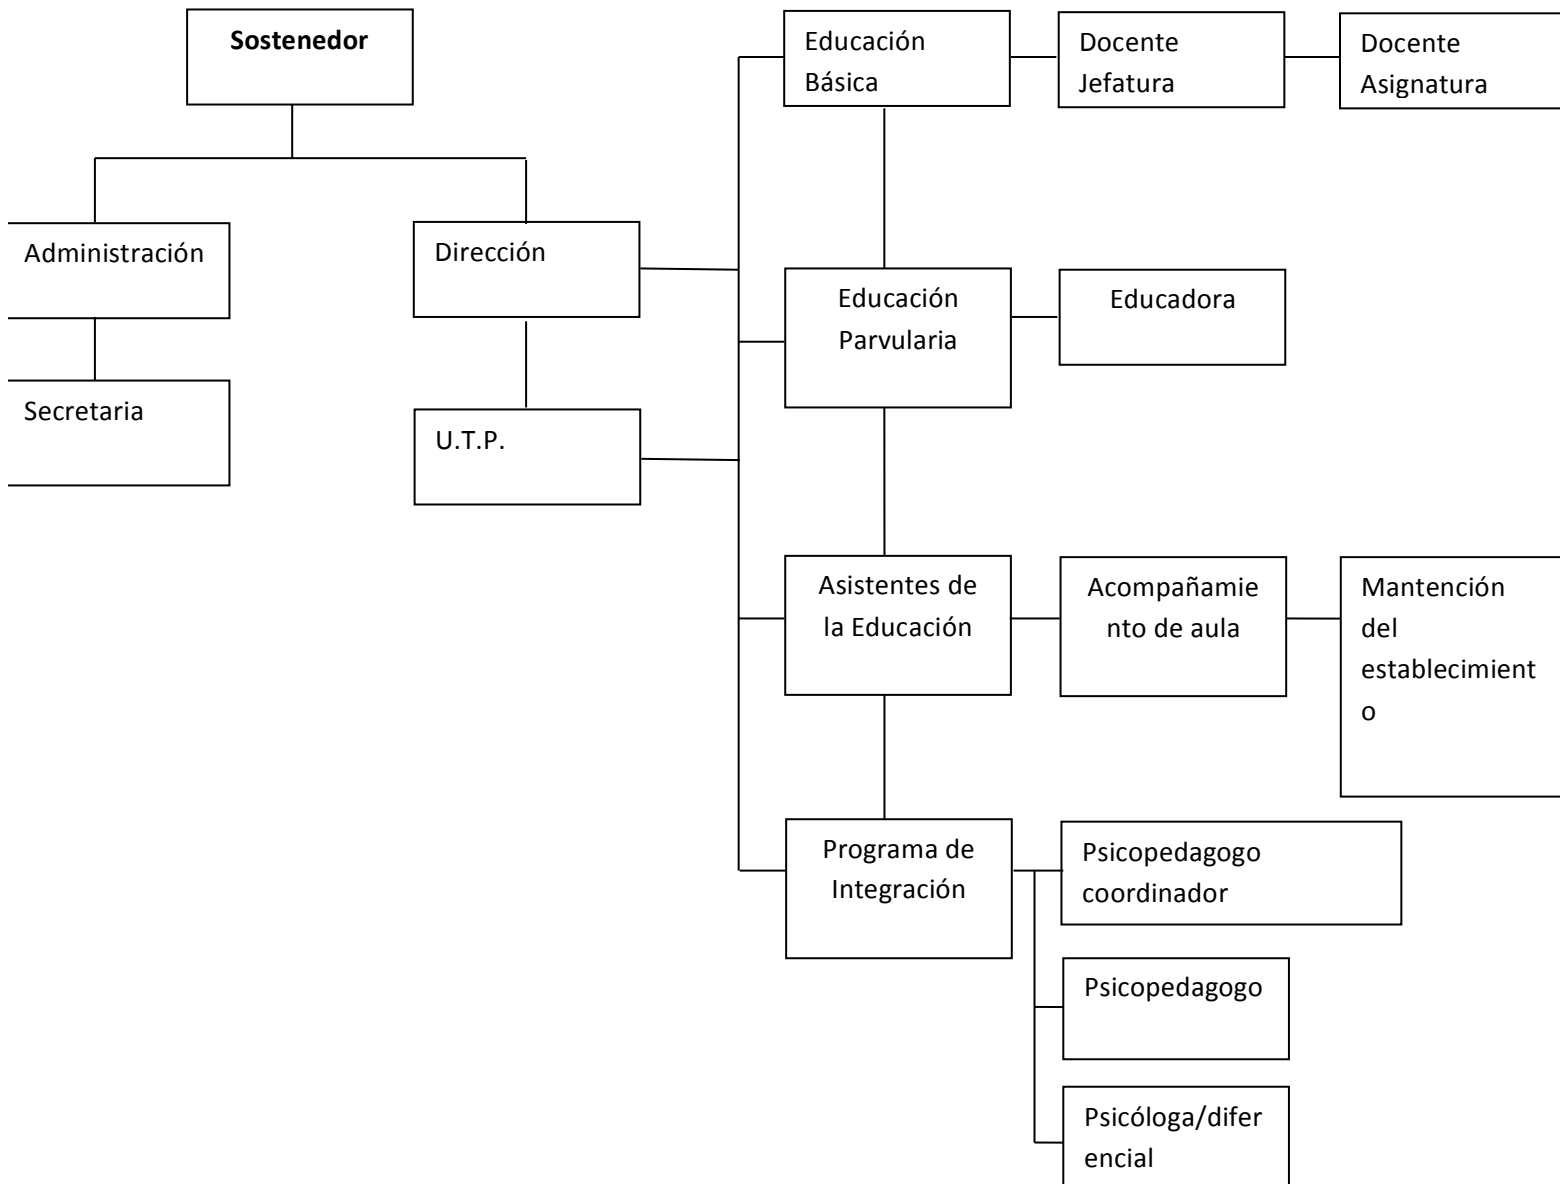 Sostenedor
Administración
Secretaria
Dirección
U.T.P.
Educación
Básica
Docente
Jefatura
Docente
Asignatura
Educación
Parvularia
Educadora
Asistentes de
la Educación
Acompañamie
nto de aula
Mantención
del
establecimient
o
Programa de
Integración
Psicopedagogo
coordinador
Psicopedagogo
Psicóloga/difer
encial